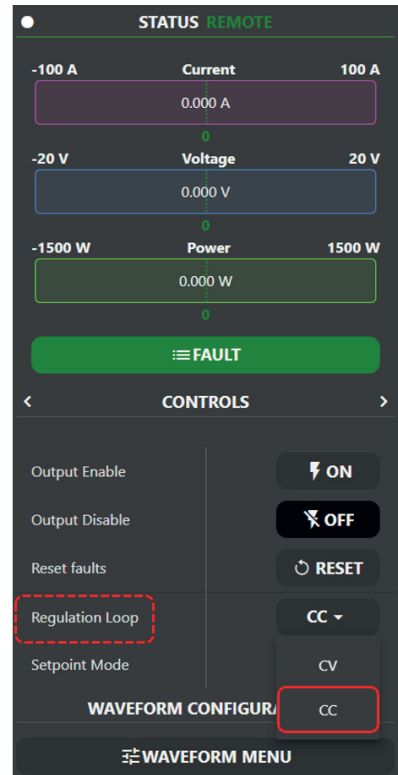 STATUS REMOTE
-100 A Current 100 A
0.000 A
0
-20 V Voltage 20 V
0.000 V
0
-1500 W Power 1500 W
0.000 W
0
FAULT
CONTROLS
Output Enable ON
Output Disable OFF
Reset faults RESET
Regulation Loop CC
Setpoint Mode CV
WAVEFORM CONFIGURA CC
WAVEFORM MENU